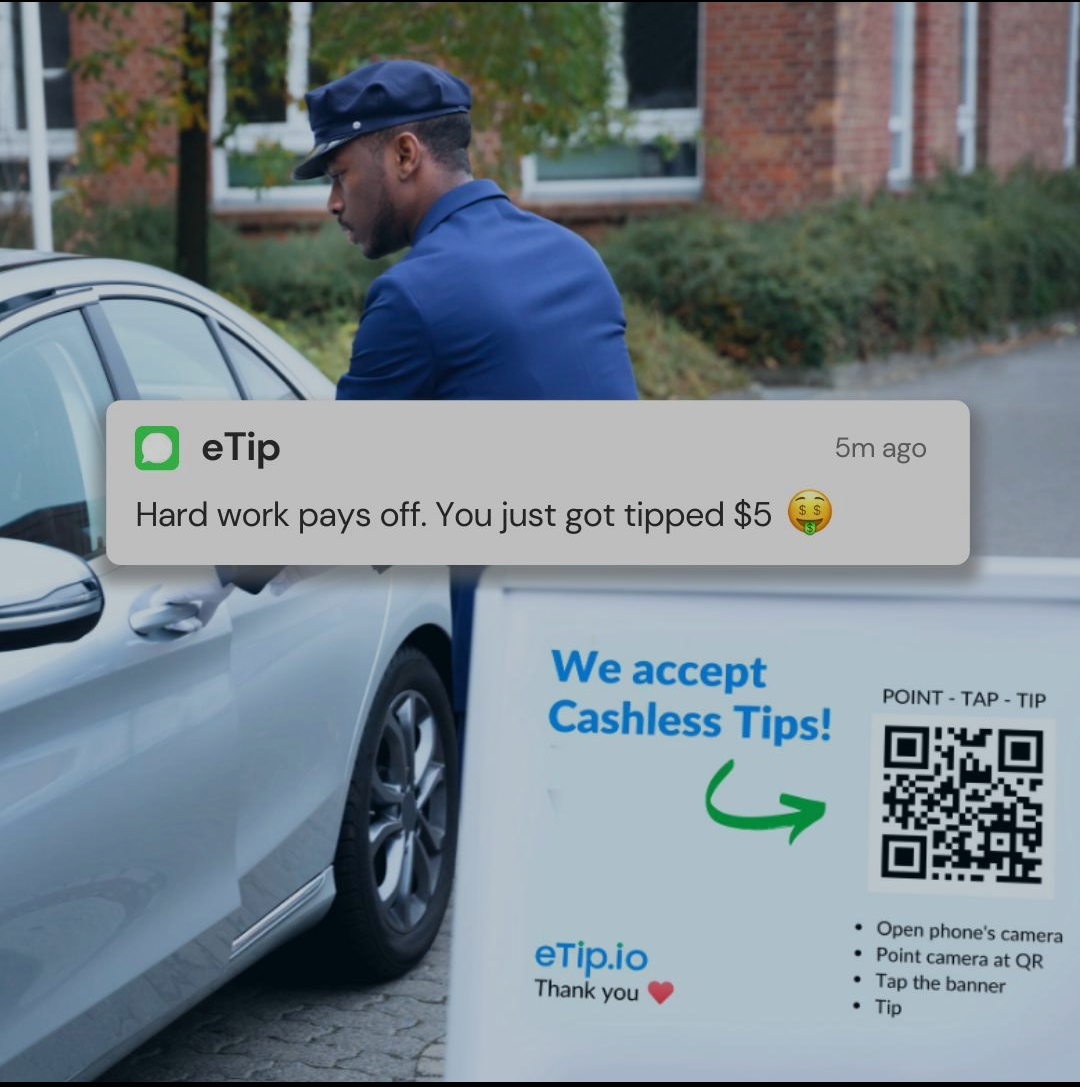 eTip
5m ago
Hard work pays off. You just got tipped $5 🤑
We accept
Cashless Tips!
POINT - TAP - TIP
• Open phone's camera
• Point camera at QR
• Tap the banner
• Tip
eTip.io
Thank you ❤️